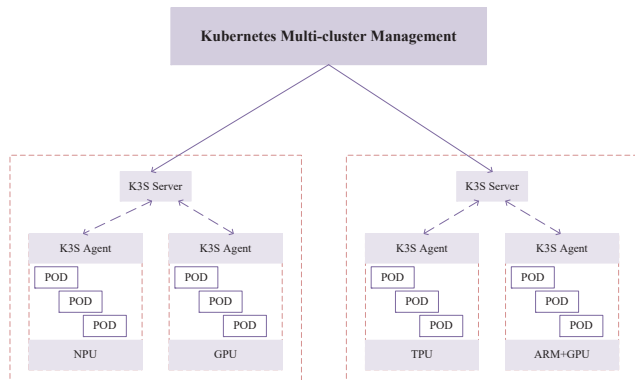 Kubernetes Multi-cluster Management
K3S Server
K3S Agent
POD
POD
POD
NPU
K3S Agent
POD
POD
POD
GPU
K3S Server
K3S Agent
POD
POD
POD
TPU
K3S Agent
POD
POD
POD
ARM+GPU